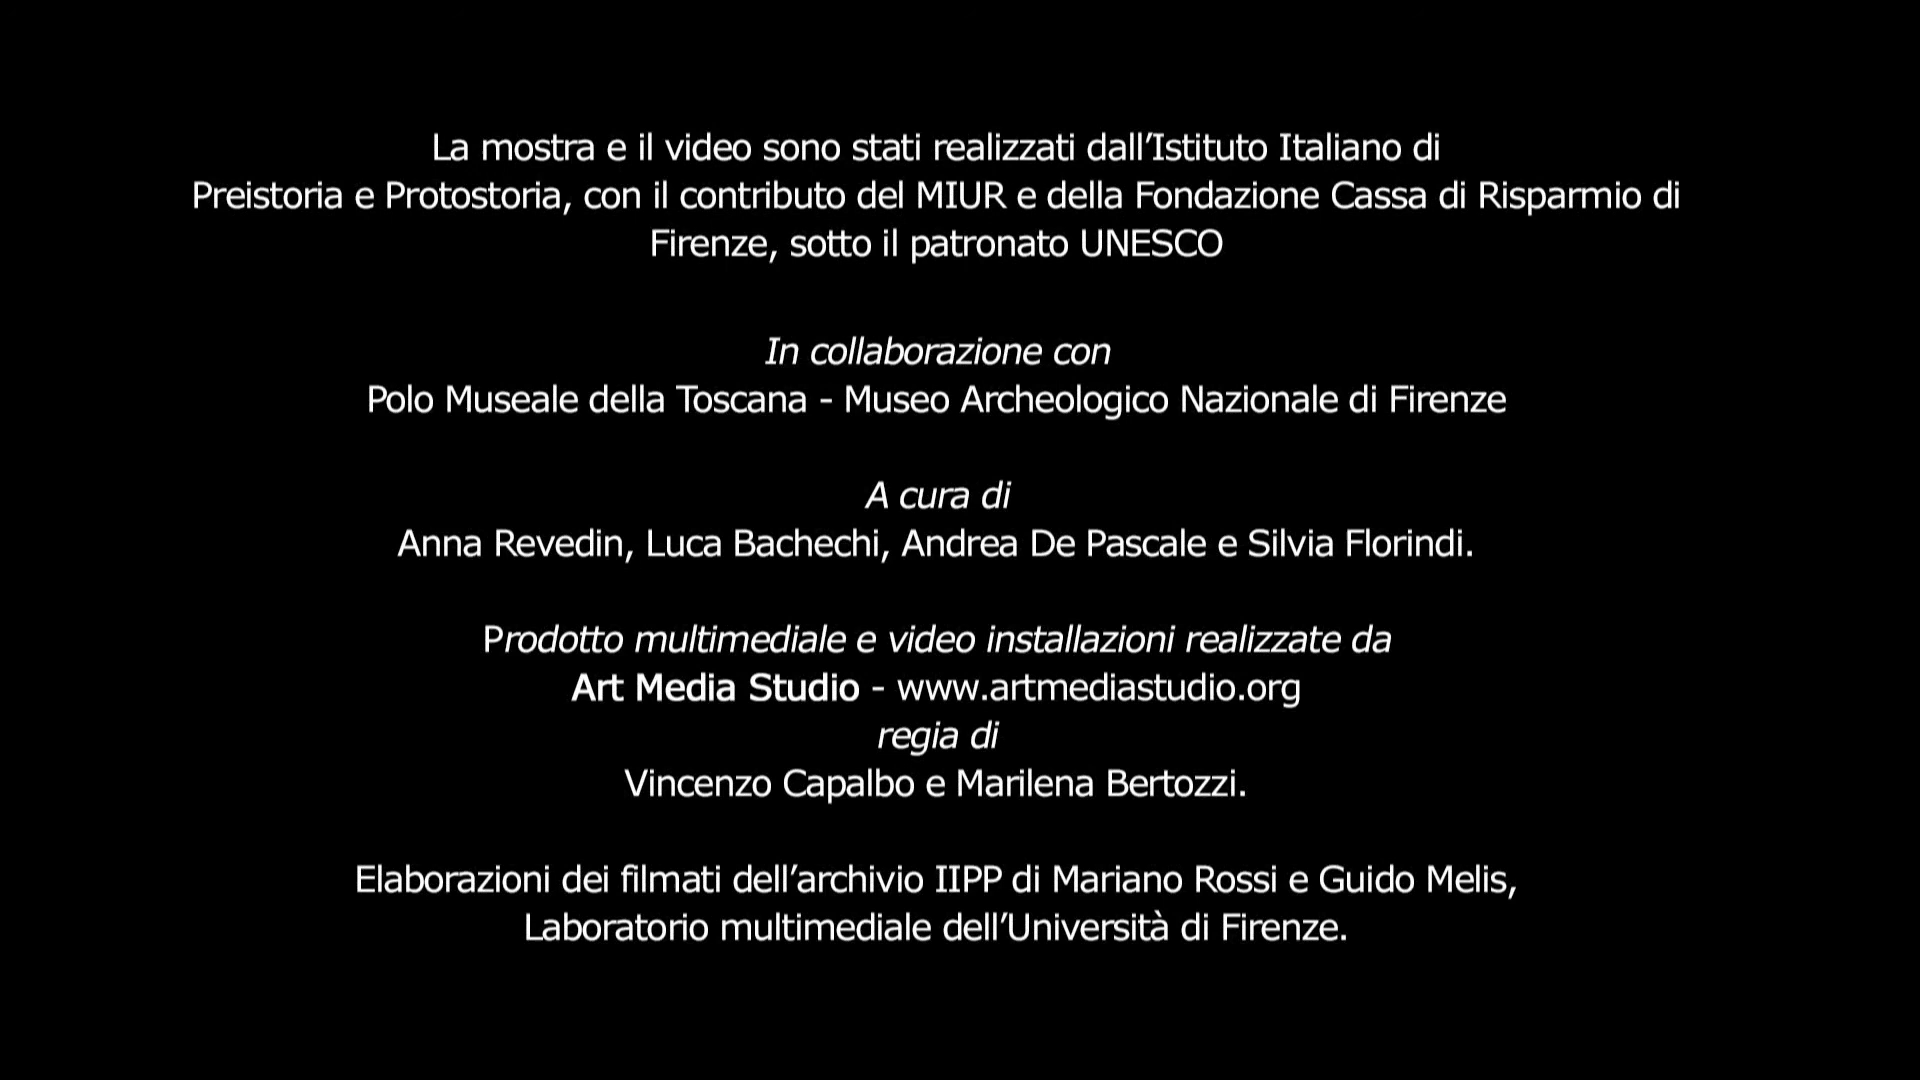 La mostra e il video sono stati realizzati dall’Istituto Italiano di
Preistoria e Protostoria, con il contributo del MIUR e della Fondazione Cassa di Risparmio di
Firenze, sotto il patronato UNESCO
In collaborazione con
Polo Museale della Toscana - Museo Archeologico Nazionale di Firenze
A cura di
Anna Revedin, Luca Bachechi, Andrea De Pascale e Silvia Florindi.
Prodotto multimediale e video installazioni realizzate da
Art Media Studio - www.artmediastudio.org
regia di
Vincenzo Capalbo e Marilena Bertozzi.
Elaborazioni dei filmati dell’archivio IIPP di Mariano Rossi e Guido Melis,
Laboratorio multimediale dell’Università di Firenze.